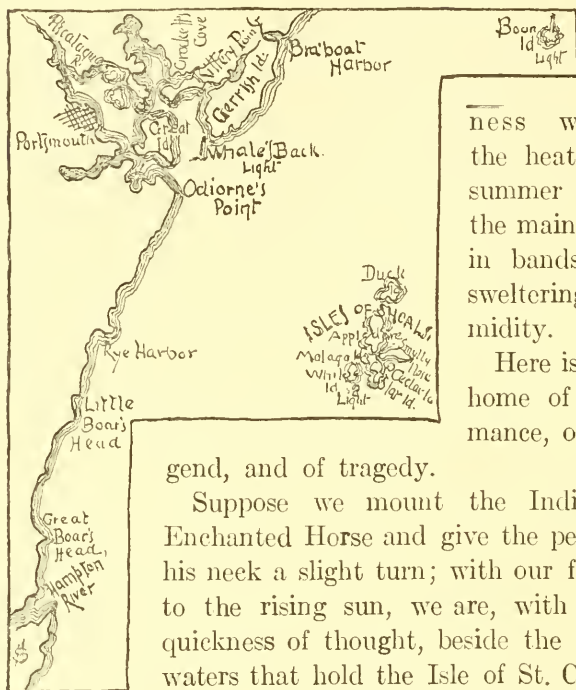 Piscataqua
R.
Crockett's
Cove
Kittery Point
Gerrish Id.
Bra'boat
Harbor
Boon
Id
Light
Portsmouth
Great
Id.
Whale's Back.
Light
Odiorne's
Point
Duck
Id
ISLES OF SHOALS.
Apple
Malaga
White
Id.
Light
Star Id.
Rye Harbor
Little
Boar's
Head
Great
Boar's
Head,
Hampton
River
ness w
the heat
summer
the main
in bands
sweltering
midity.
Here is
home of
mance, o
gend, and of tragedy.
Suppose we mount the Indi
Enchanted Horse and give the pe
his neck a slight turn; with our f
to the rising sun, we are, with
quickness of thought, beside the
waters that hold the Isle of St. C